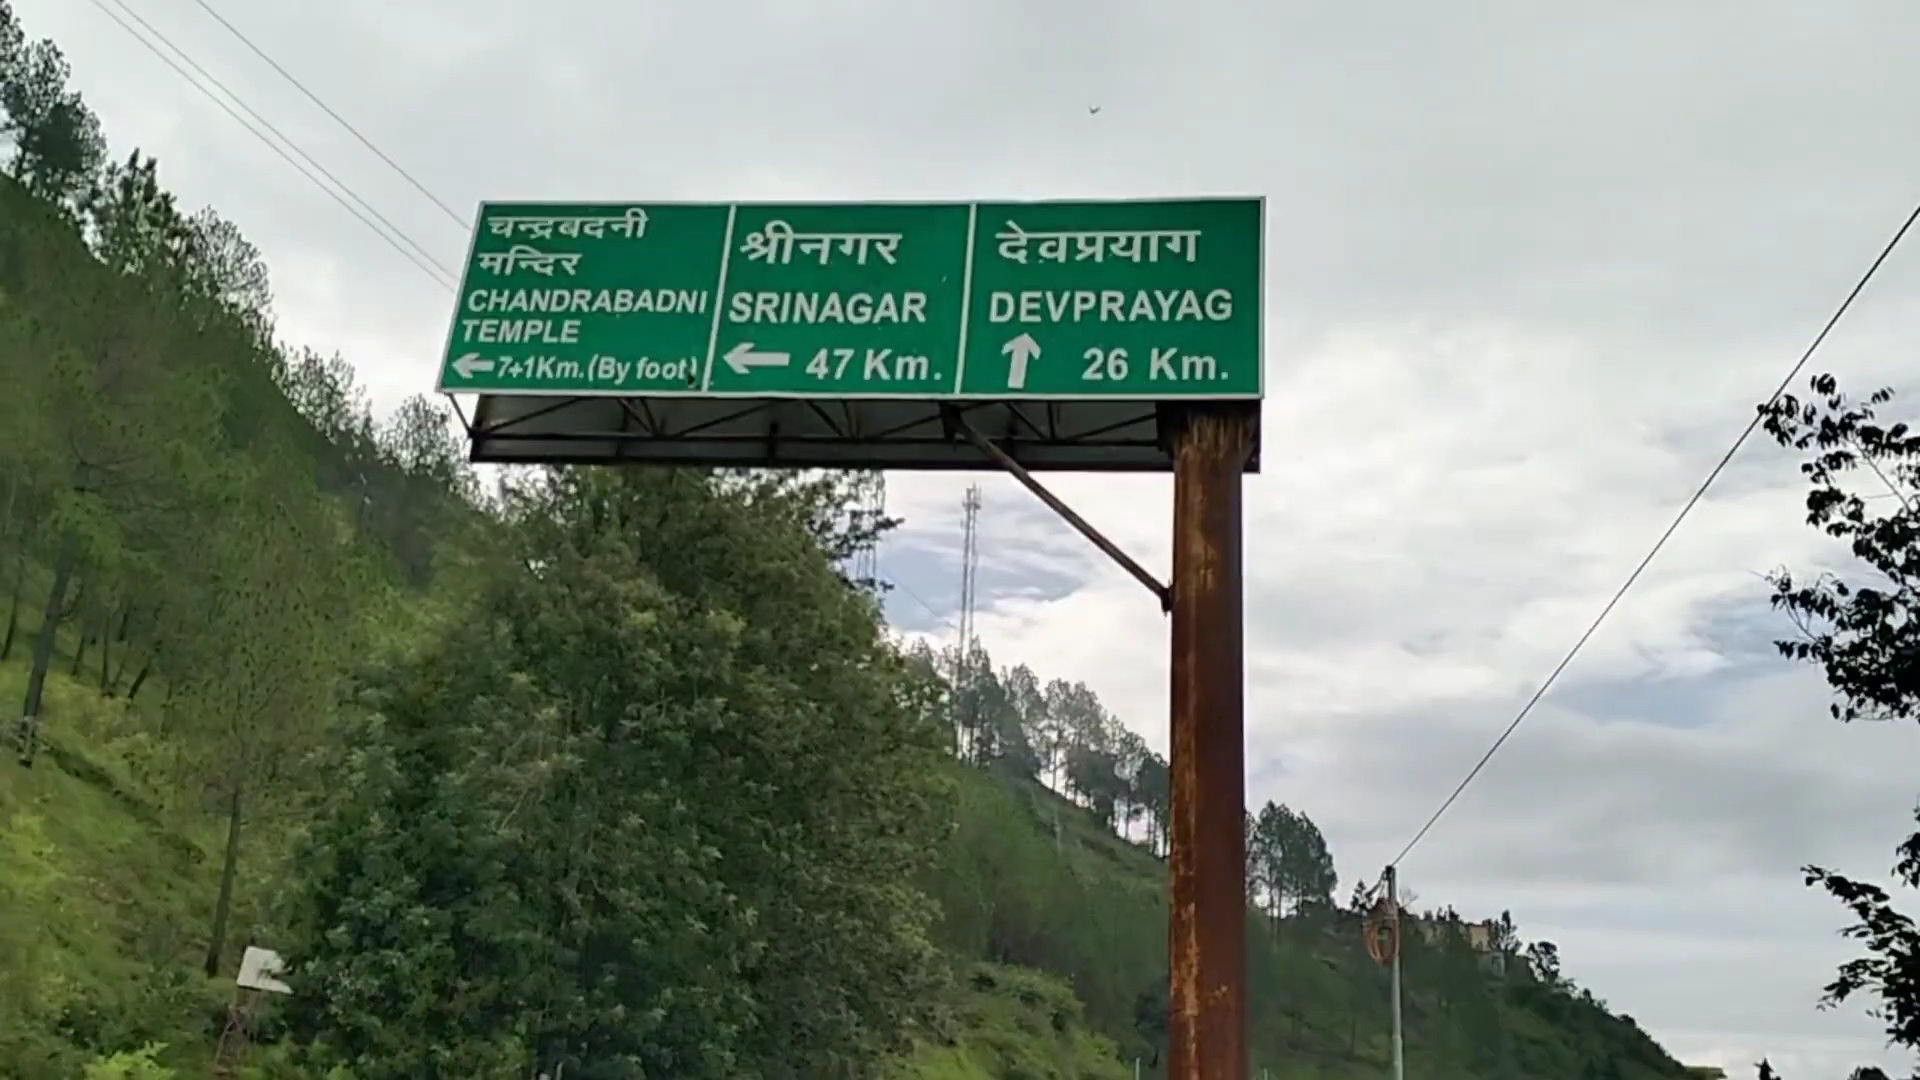 चन्द्रबदनी
मन्दिर
CHANDRABADNI
TEMPLE
← 7+1Km.(By foot)
श्रीनगर
SRINAGAR
← 47 Km.
देवप्रयाग
DEVPRAYAG
↑ 26 Km.